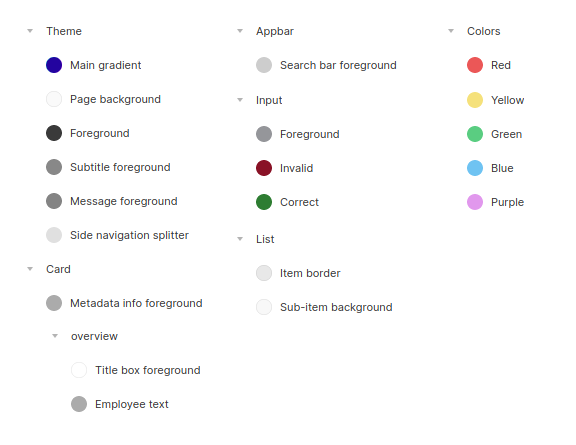 Theme
Main gradient
Page background
Foreground
Subtitle foreground
Message foreground
Side navigation splitter
Card
Metadata info foreground
overview
Title box foreground
Employee text
Appbar
Search bar foreground
Input
Foreground
Invalid
Correct
List
Item border
Sub-item background
Colors
Red
Yellow
Green
Blue
Purple